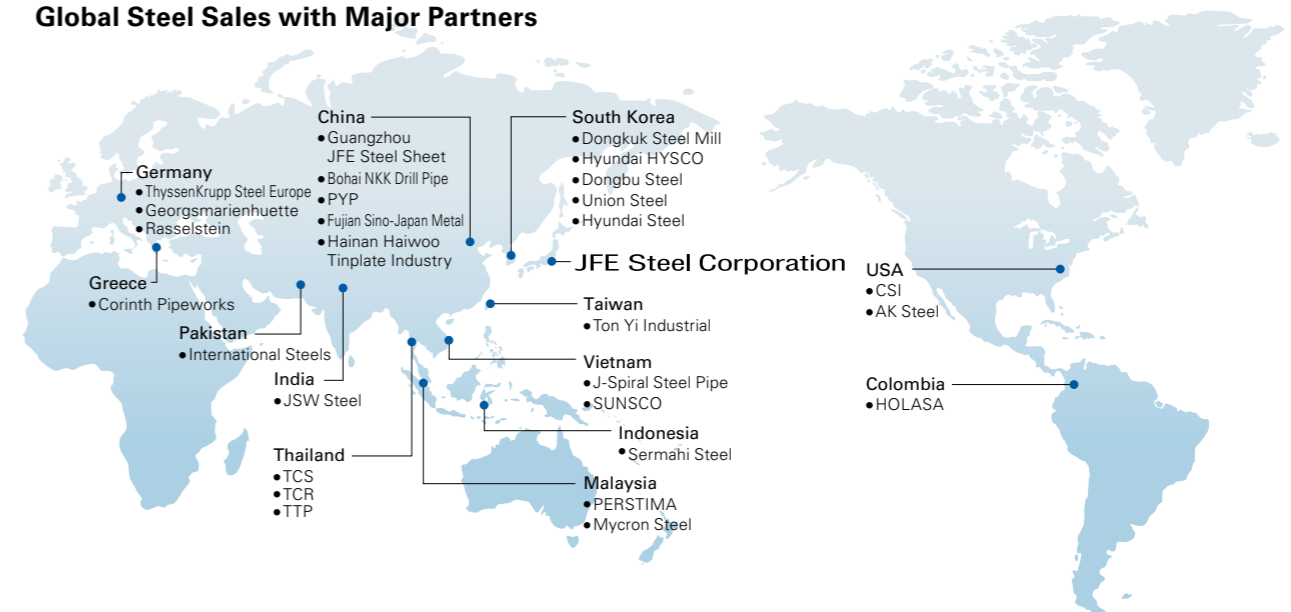 Global Steel Sales with Major Partners
China
• Guangzhou
JFE Steel Sheet
• Bohai NKK Drill Pipe
• PYP
• Fujian Sino-Japan Metal
• Hainan Haiwoo
Tinplate Industry
South Korea
• Dongkuk Steel Mill
• Hyundai HYSCO
• Dongbu Steel
• Union Steel
• Hyundai Steel
Germany
• ThyssenKrupp Steel Europe
• Georgsmarienhuette
• Rasselstein
JFE Steel Corporation
Greece
• Corinth Pipeworks
USA
• CSI
• AK Steel
Taiwan
• Ton Yi Industrial
Pakistan
• International Steels
Vietnam
• J-Spiral Steel Pipe
• SUNSCO
India
• JSW Steel
Colombia
• HOLASA
Indonesia
• Sermani Steel
Thailand
• TCS
• TCR
• TTP
Malaysia
• PERSTIMA
• Mycron Steel